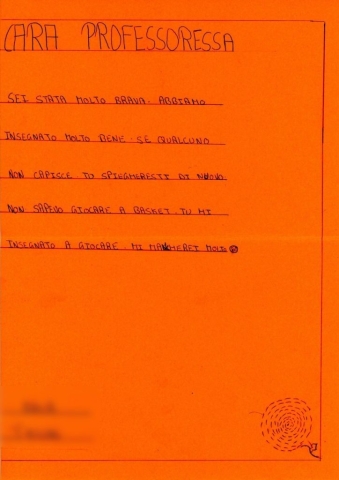 CARA PROFESSORESSA
SEI STATA MOLTO BRAVA. ABBIAMO
INSEGNATO MOLTO BENE. SE QUALCUNO
NON CAPISCE TU SPIEGHERESTI DI NUOVO.
NON SAPEVO GIOCARE A BASKET. TU MI
INSEGNATO A GIOCARE. MI MANCHEREI MOLTO